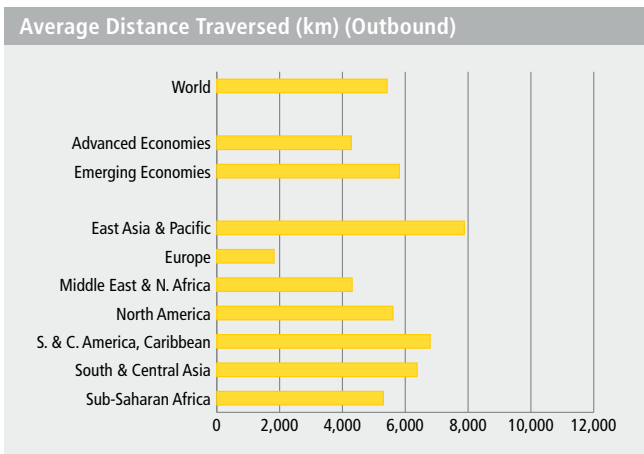 Average Distance Traversed (km) (Outbound)
World
Advanced Economies
Emerging Economies
East Asia & Pacific
Europe
Middle East & N. Africa
North America
S. & C. America, Caribbean
South & Central Asia
Sub-Saharan Africa
0 2,000 4,000 6,000 8,000 10,000 12,000